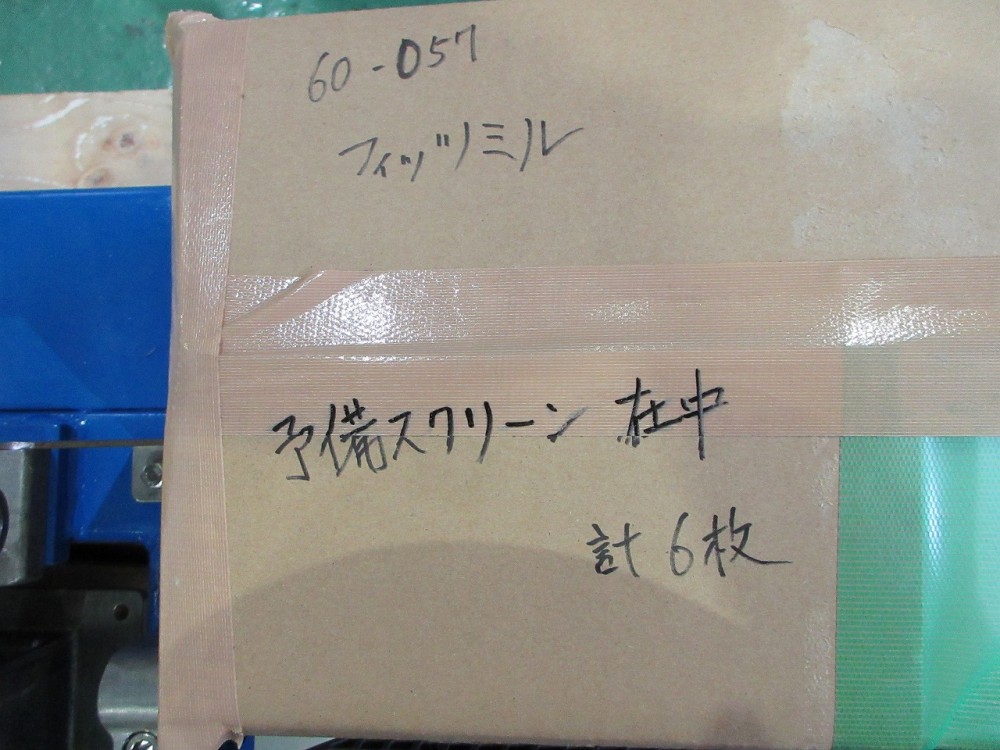 60-057
フィッツミル
予備スクリーン 在中
計 6枚